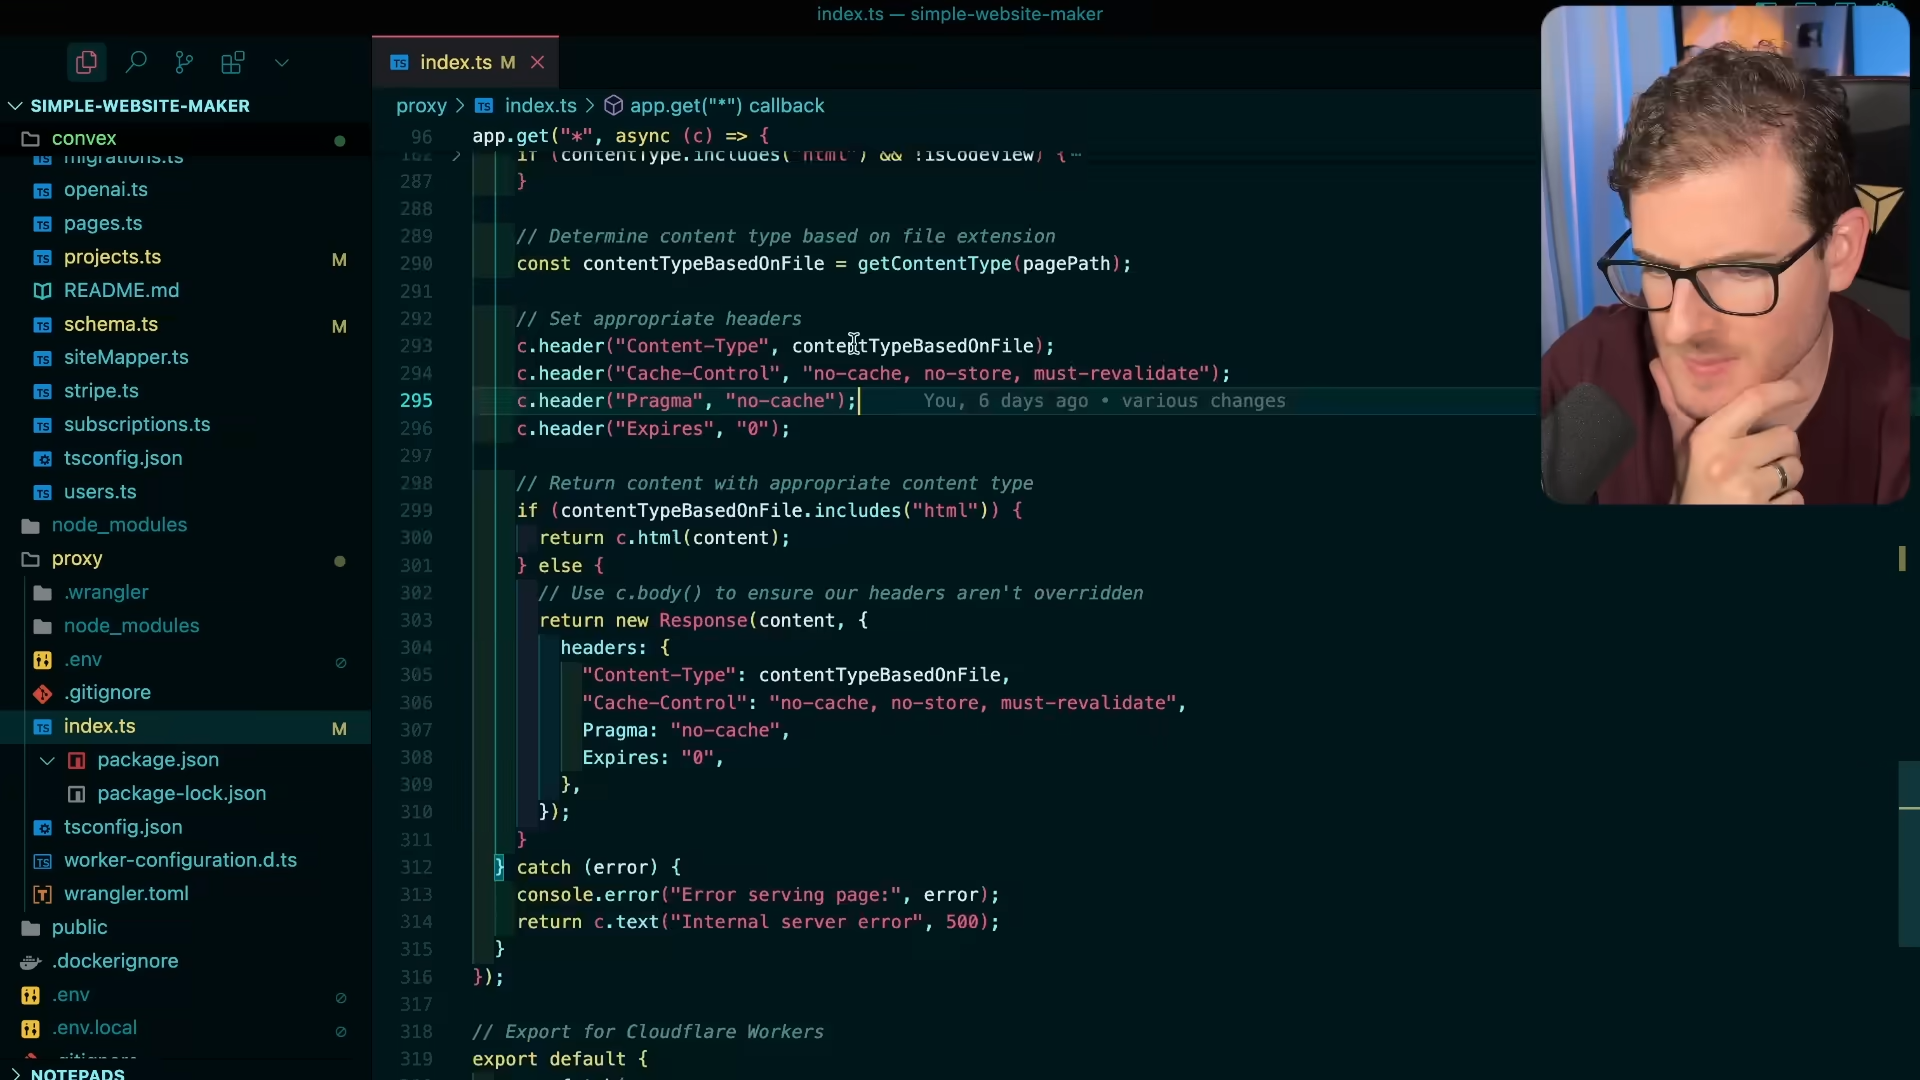 index.ts — simple-website-maker
index.ts M
SIMPLE-WEBSITE-MAKER
proxy > index.ts > app.get("*") callback
convex
migrations.ts
openai.ts
pages.ts
projects.ts M
README.md
schema.ts M
siteMapper.ts
stripe.ts
subscriptions.ts
tsconfig.json
users.ts
node_modules
proxy
.wrangler
node_modules
.env
.gitignore
index.ts M
package.json
package-lock.json
tsconfig.json
worker-configuration.d.ts
wrangler.toml
public
.dockerignore
.env
.env.local
.gitignore
NOTEPADS
96 app.get("*", async (c) => {
182 if (contentType.includes("html") && !isCodeView) {…
287 }
288
289 // Determine content type based on file extension
290 const contentTypeBasedOnFile = getContentType(pagePath);
291
292 // Set appropriate headers
293 c.header("Content-Type", contentTypeBasedOnFile);
294 c.header("Cache-Control", "no-cache, no-store, must-revalidate");
295 c.header("Pragma", "no-cache"); You, 6 days ago • various changes
296 c.header("Expires", "0");
297
298 // Return content with appropriate content type
299 if (contentTypeBasedOnFile.includes("html")) {
300 return c.html(content);
301 } else {
302 // Use c.body() to ensure our headers aren't overridden
303 return new Response(content, {
304 headers: {
305 "Content-Type": contentTypeBasedOnFile,
306 "Cache-Control": "no-cache, no-store, must-revalidate",
307 Pragma: "no-cache",
308 Expires: "0",
309 },
310 });
311 }
312 } catch (error) {
313 console.error("Error serving page:", error);
314 return c.text("Internal server error", 500);
315 }
316 });
317
318 // Export for Cloudflare Workers
319 export default {